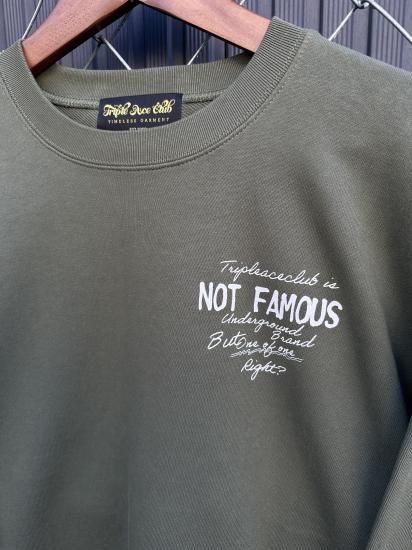 Triple Ace Club
TIMELESS GARMENT
Tripleaceclub is
NOT FAMOUS
Underground
Brand
But One of one
Right?